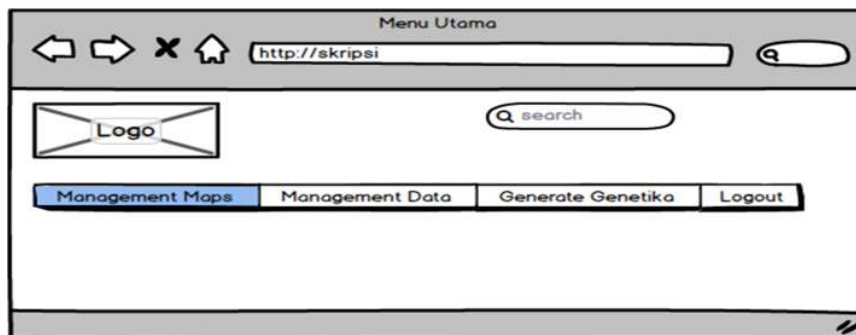 Menu Utama
http://skripsi
Logo
search
Management Maps Management Data Generate Genetika Logout